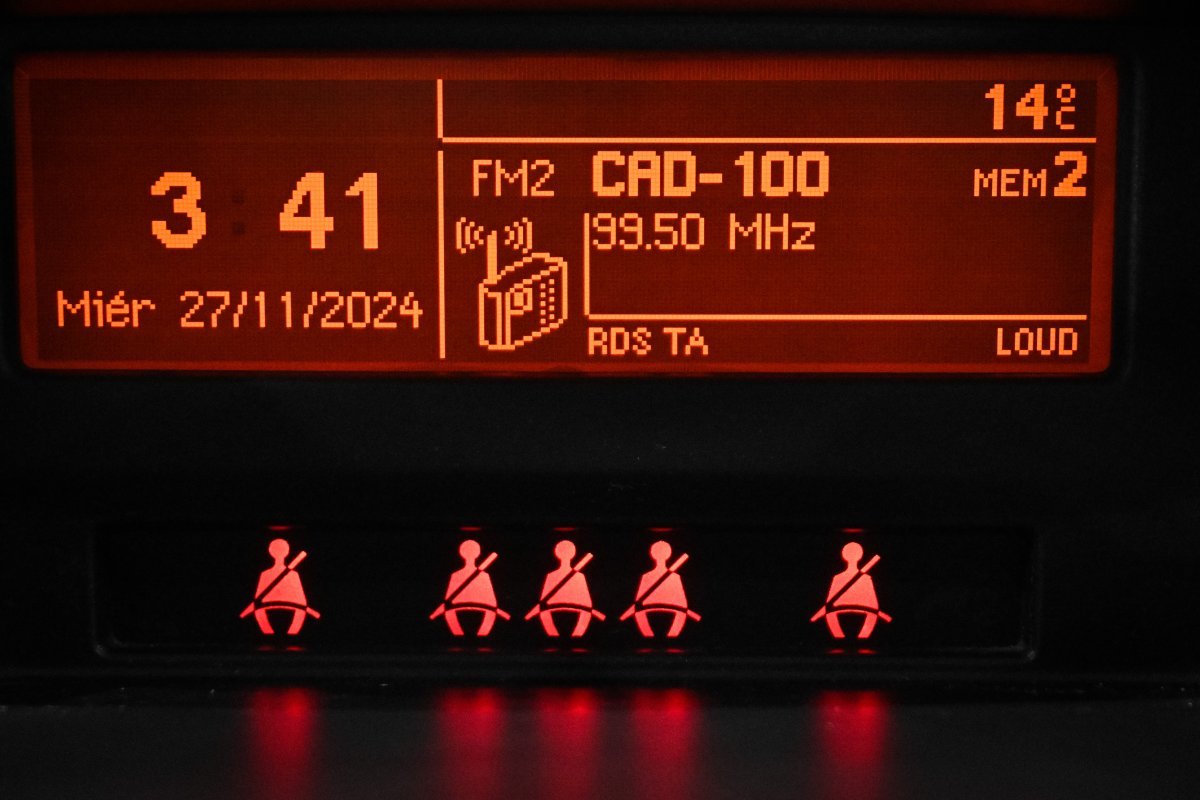 14°C
3:41
Miér 27/11/2024
FM2 CAD-100 MEM2
99.50 MHz
RDS TA LOUD